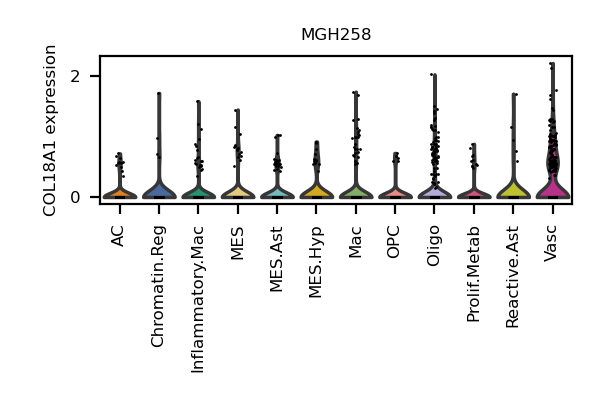 MGH258
COL18A1 expression
2
0
AC
Chromatin.Reg
Inflammatory.Mac
MES
MES.Ast
MES.Hyp
Mac
OPC
Oligo
Prolif.Metab
Reactive.Ast
Vasc